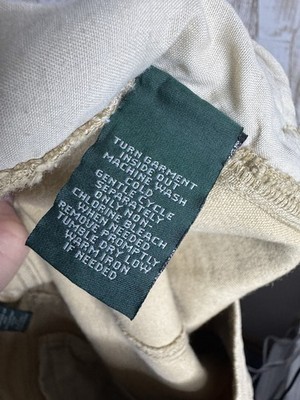 TURN GARMENT
INSIDE OUT
MACHINE WASH
COLD
GENTLE CYCLE
SEPARATELY
ON
CHLORINE NON-
WHEN BLEACH
NEEDED
REMOVE PROMPTLY
TUMBLE DRY LOW
WARM IRON
IF NEEDED